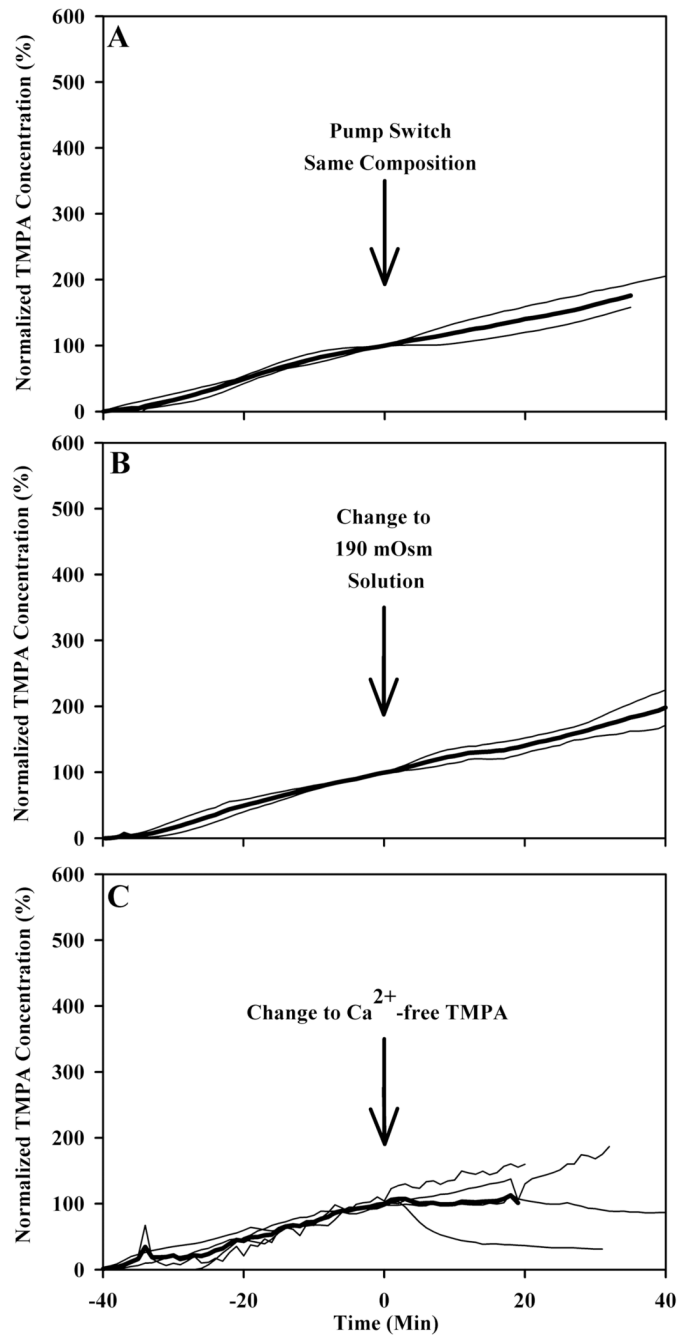 A
Normalized TMPA Concentration (%)
600
500
400
300
200
100
0
Pump Switch
Same Composition
B
Normalized TMPA Concentration (%)
600
500
400
300
200
100
0
Change to
190 mOsm
Solution
C
Normalized TMPA Concentration (%)
600
500
400
300
200
100
0
Change to Ca2+-free TMPA
-40 -20 0 20 40
Time (Min)